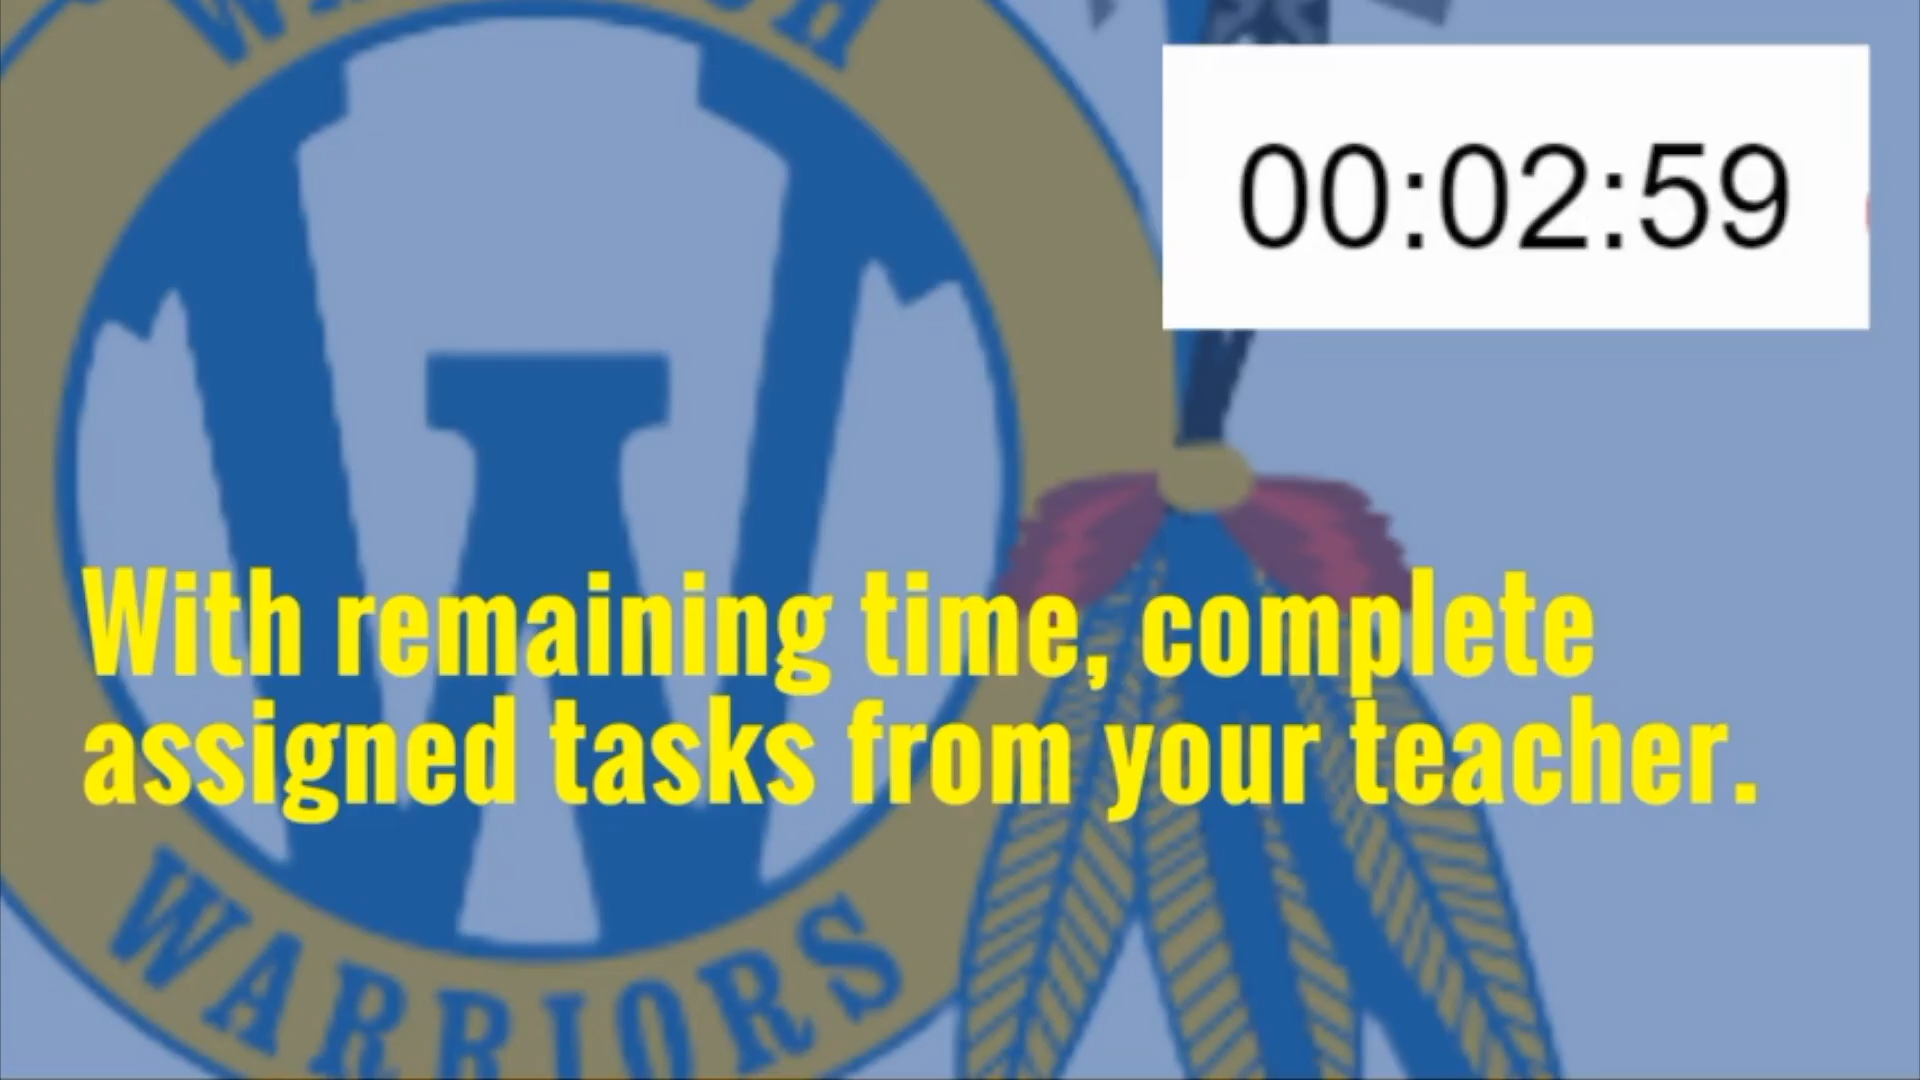 00:02:59
With remaining time, complete
assigned tasks from your teacher.
WARRIORS